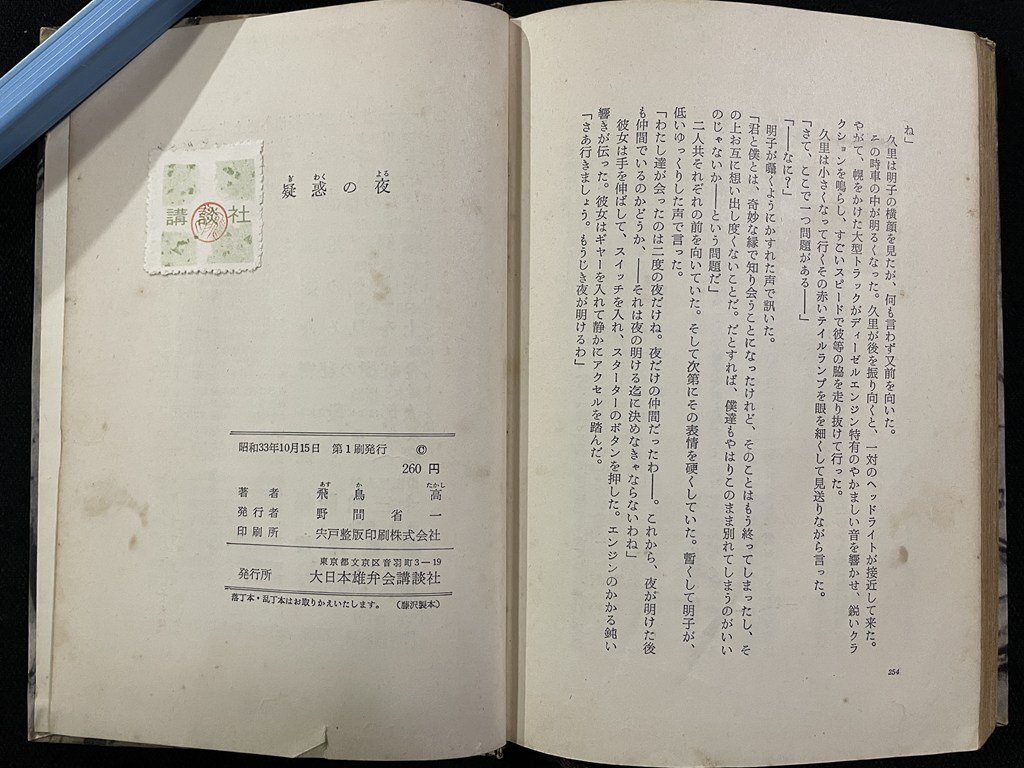 ね」
久里は明子の横顔を見たが、何も言わず又前を向いた。
その時車の中が明るくなった。久里が後を振り向くと、一対のヘッドライトが接近して来た。
やがて、幌をかけた大型トラックがディーゼルエンジン特有のやかましい音を響かせ、鋭いクラ
クションを鳴らし、すごいスピードで彼等の脇を走り抜けて行った。
久里は小さくなって行くその赤いテイルランプを眼を細くして見送りながら言った。
「さて、ここで一つ問題がある――」
「――なに?」
明子が囁くようにかすれた声で訊いた。
「君と僕とは、奇妙な縁で知り会うことになったけれど、そのことはもう終ってしまったし、そ
の上お互に想い出し度くないことだ。だとすれば、僕達もやはりこのまま別れてしまうのがいい
のじゃないか――という問題だ」
二人共それぞれの前を向いていた。そして次第にその表情を硬くしていた。暫くして明子が、
低いゆっくりした声で言った。
「わたし達が会ったのは二度の夜だけね。夜だけの仲間だったわ――。これから、夜が明けた後
も仲間でいるのかどうか、――それは夜の明ける迄に決めなきゃならないわね」
彼女は手を伸ばして、スイッチを入れ、スターターのボタンを押した。エンジンのかかる鈍い
響きが伝った。彼女はギヤーを入れて静かにアクセルを踏んだ。
「さあ行きましょう。もうじき夜が明けるわ」
254
疑惑の夜
ぎ わく よる
講談社
昭和33年10月15日 第1刷発行 ©
260円
著者 飛鳥高
あす か たかし
発行者 野間省一
印刷所 宍戸整版印刷株式会社
東京都文京区音羽町3—19
発行所 大日本雄弁会講談社
落丁本・乱丁本はお取りかえいたします。 (藤沢製本)